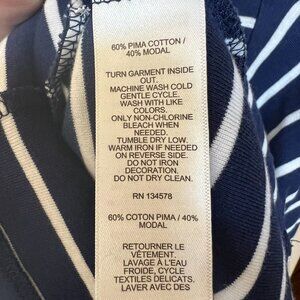 60% PIMA COTTON /
40% MODAL
TURN GARMENT INSIDE
OUT.
MACHINE WASH COLD
GENTLE CYCLE.
WASH WITH LIKE
COLORS.
ONLY NON-CHLORINE
BLEACH WHEN
NEEDED.
TUMBLE DRY LOW.
WARM IRON IF NEEDED
ON REVERSE SIDE.
DO NOT IRON
DECORATION.
DO NOT DRY CLEAN.
RN 134578
60% COTON PIMA / 40%
MODAL
RETOURNER LE
VÊTEMENT.
LAVAGE À L'EAU
FROIDE, CYCLE
TEXTILES DÉLICATS.
LAVER AVEC DES